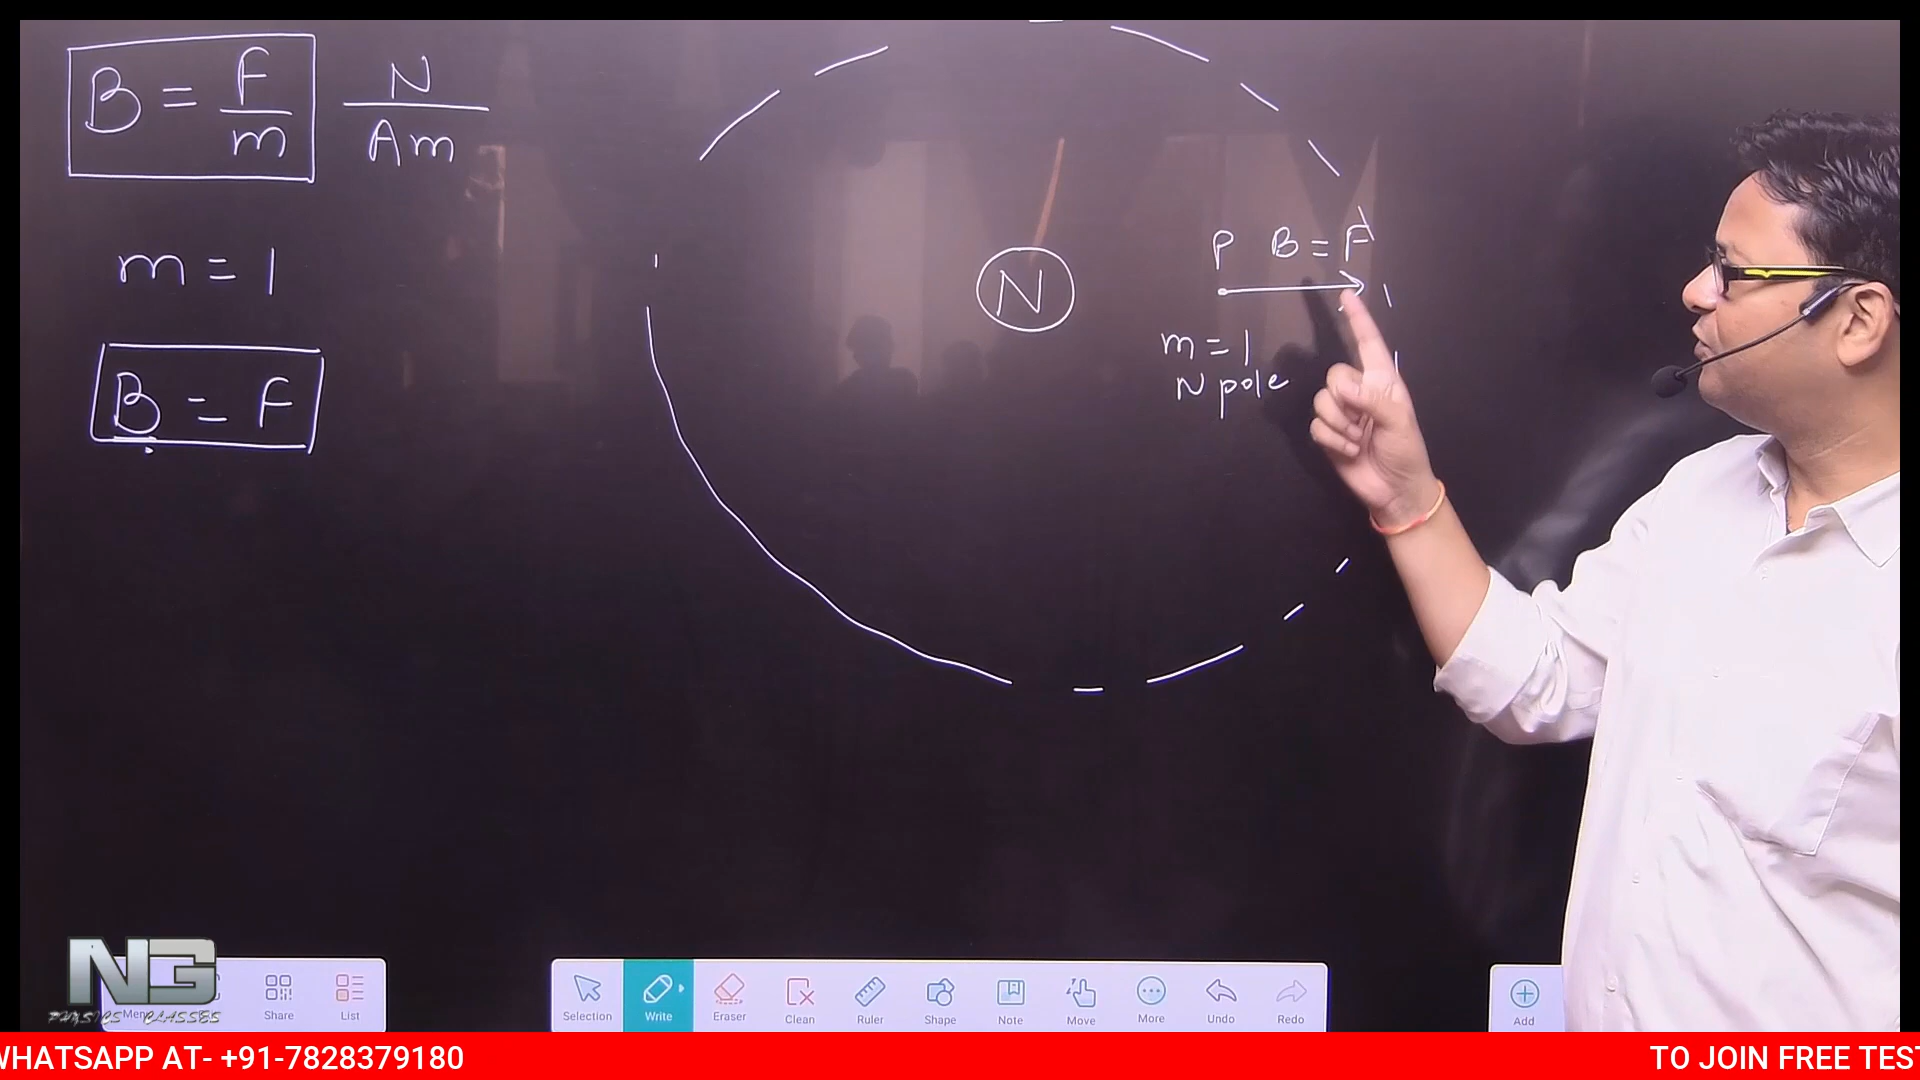 B = F/m N/Am
m = 1
B = F
N
P B = F
m = 1
N pole
NG
PHYSICS CLASSES
Menu
Share
List
Selection
Write
Eraser
Clean
Ruler
Shape
Note
Move
More
Undo
Redo
Add
WHATSAPP AT- +91-7828379180
TO JOIN FREE TEST